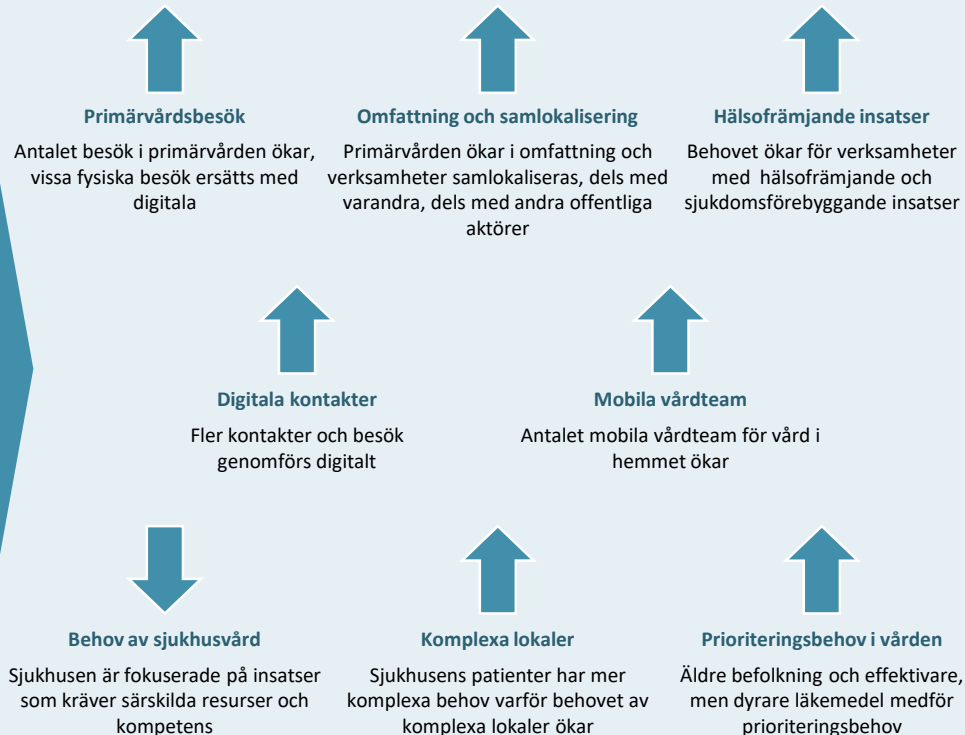 Primärvårdsbesök
Antalet besök i primärvården ökar,
vissa fysiska besök ersätts med
digitala
Omfattning och samlokalisering
Primärvården ökar i omfattning och
verksamheter samlokaliseras, dels med
varandra, dels med andra offentliga
aktörer
Hälsofrämjande insatser
Behovet ökar för verksamheter
med hälsofrämjande och
sjukdomsförebyggande insatser
Digitala kontakter
Fler kontakter och besök
genomförs digitalt
Mobila vårdteam
Antalet mobila vårdteam för vård i
hemmet ökar
Behov av sjukhusvård
Sjukhusen är fokuserade på insatser
som kräver särskilda resurser och
kompetens
Komplexa lokaler
Sjukhusens patienter har mer
komplexa behov varför behovet av
komplexa lokaler ökar
Prioriteringsbehov i vården
Äldre befolkning och effektivare,
men dyrare läkemedel medför
prioriteringsbehov